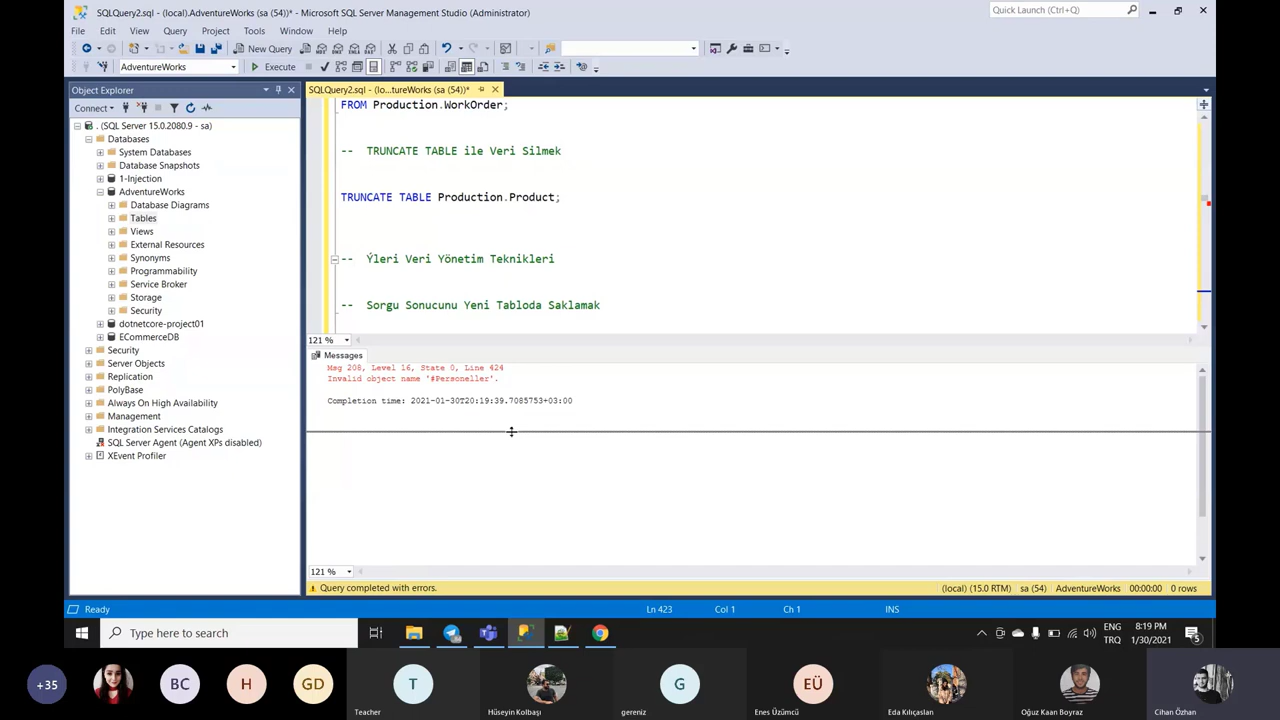 SQLQuery2.sql - (local).AdventureWorks (sa (54))* - Microsoft SQL Server Management Studio (Administrator)
Quick Launch (Ctrl+Q)
File Edit View Query Project Tools Window Help
New Query
AdventureWorks
Execute
Object Explorer
SQLQuery2.sql - (lo...tureWorks (sa (54))*
Connect
. (SQL Server 15.0.2080.9 - sa)
Databases
System Databases
Database Snapshots
1-Injection
AdventureWorks
Database Diagrams
Tables
Views
External Resources
Synonyms
Programmability
Service Broker
Storage
Security
dotnetcore-project01
ECommerceDB
Security
Server Objects
Replication
PolyBase
Always On High Availability
Management
Integration Services Catalogs
SQL Server Agent (Agent XPs disabled)
XEvent Profiler
FROM Production.WorkOrder;
-- TRUNCATE TABLE ile Veri Silmek
TRUNCATE TABLE Production.Product;
-- Ýleri Veri Yönetim Teknikleri
-- Sorgu Sonucunu Yeni Tabloda Saklamak
121 %
Messages
Msg 208, Level 16, State 0, Line 424
Invalid object name '#Personeller'.
Completion time: 2021-01-30T20:19:39.7085753+03:00
121 %
Query completed with errors.
(local) (15.0 RTM) sa (54) AdventureWorks 00:00:00 0 rows
Ready
Ln 423 Col 1 Ch 1 INS
Type here to search
ENG
TRQ
8:19 PM
1/30/2021
5
+35
BC
H
GD
T
Teacher
Hüseyin Kolbaşı
G
gereniz
EÜ
Enes Üzümcü
Eda Kılıçaslan
Oğuz Kaan Boyraz
Cihan Özhan